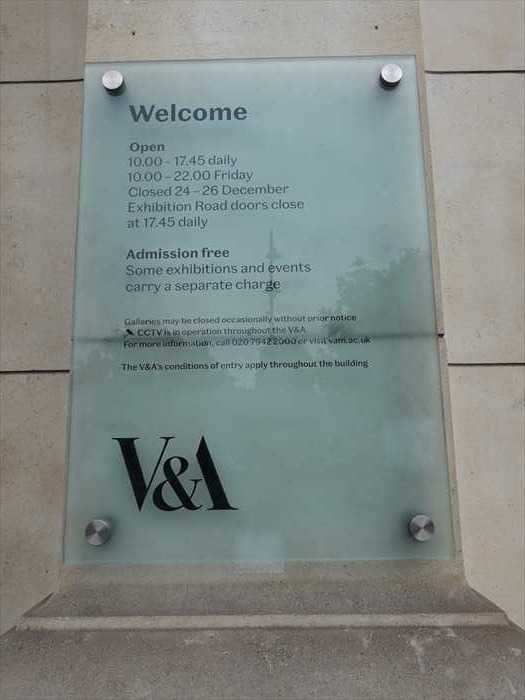 Welcome
Open
10.00 – 17.45 daily
10.00 – 22.00 Friday
Closed 24 – 26 December
Exhibition Road doors close
at 17.45 daily
Admission free
Some exhibitions and events
carry a separate charge
Galleries may be closed occasionally without prior notice
CCTV is in operation throughout the V&A
For more information, call 020 7942 2000 or visit vam.ac.uk
The V&A's conditions of entry apply throughout the building
V&A